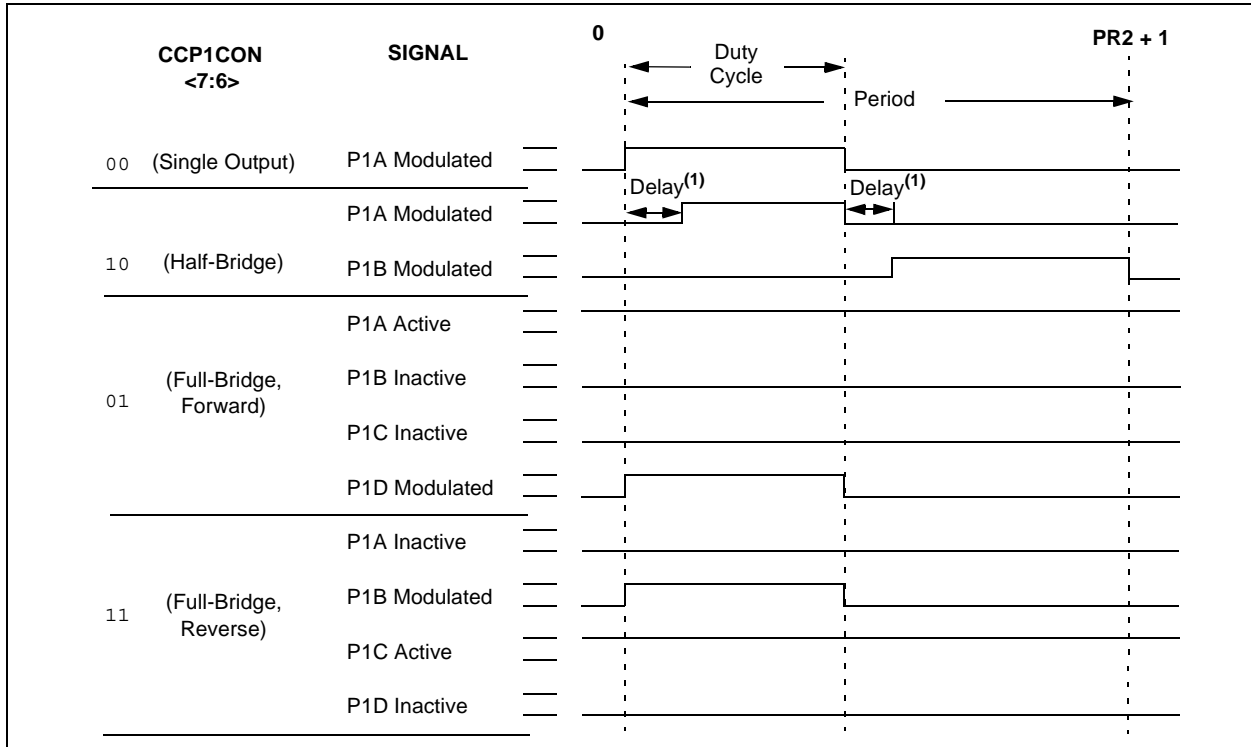 0
PR2 + 1
CCP1CON
<7:6>
SIGNAL
Duty
Cycle
Period
00 (Single Output) P1A Modulated
Delay(1)
Delay(1)
P1A Modulated
10 (Half-Bridge) P1B Modulated
P1A Active
01 (Full-Bridge,
Forward)
P1B Inactive
P1C Inactive
P1D Modulated
P1A Inactive
11 (Full-Bridge,
Reverse)
P1B Modulated
P1C Active
P1D Inactive